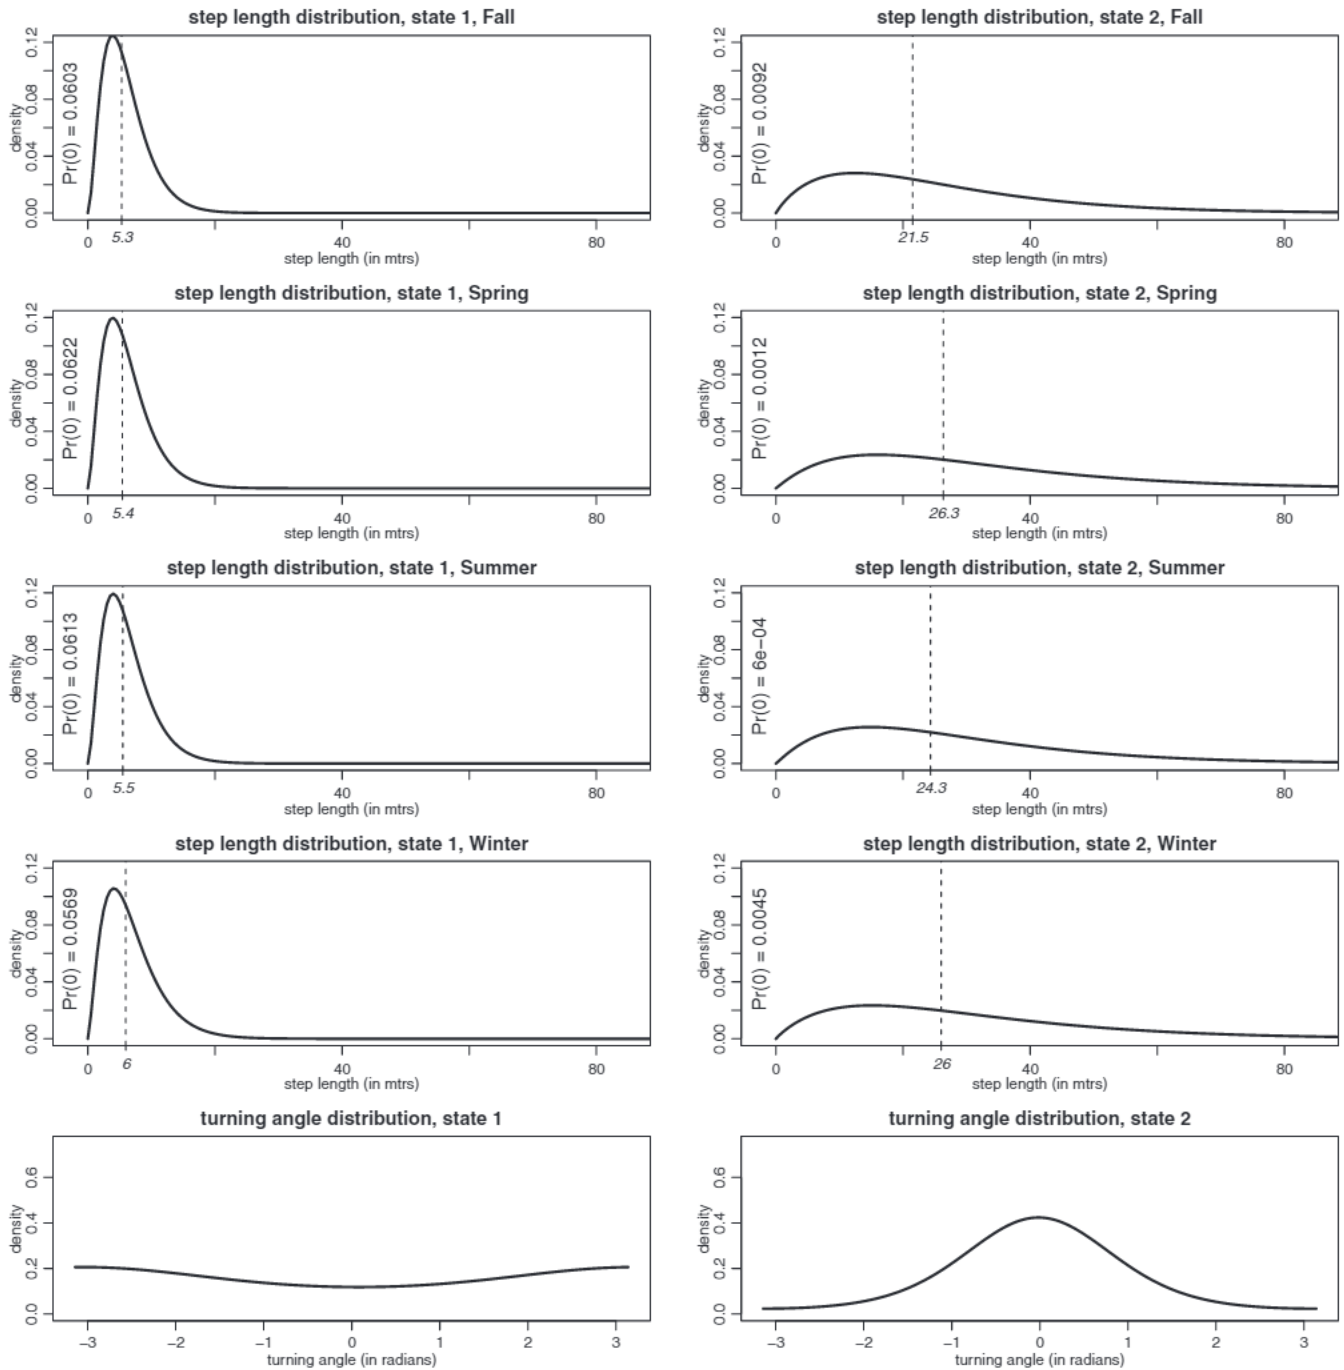 step length distribution, state 1, Fall
density
Pr(0) = 0.0603
0.12
0.08
0.04
0.00
0
5.3
40
80
step length (in mtrs)
step length distribution, state 2, Fall
density
Pr(0) = 0.0092
0.12
0.08
0.04
0.00
0
21.5
40
80
step length (in mtrs)
step length distribution, state 1, Spring
density
Pr(0) = 0.0622
0.12
0.08
0.04
0.00
0
5.4
40
80
step length (in mtrs)
step length distribution, state 2, Spring
density
Pr(0) = 0.0012
0.12
0.08
0.04
0.00
0
26.3
40
80
step length (in mtrs)
step length distribution, state 1, Summer
density
Pr(0) = 0.0613
0.12
0.08
0.04
0.00
0
5.5
40
80
step length (in mtrs)
step length distribution, state 2, Summer
density
Pr(0) = 6e−04
0.12
0.08
0.04
0.00
0
24.3
40
80
step length (in mtrs)
step length distribution, state 1, Winter
density
Pr(0) = 0.0569
0.12
0.08
0.04
0.00
0
6
40
80
step length (in mtrs)
step length distribution, state 2, Winter
density
Pr(0) = 0.0045
0.12
0.08
0.04
0.00
0
26
40
80
step length (in mtrs)
turning angle distribution, state 1
density
0.6
0.4
0.2
0.0
−3 −2 −1 0 1 2 3
turning angle (in radians)
turning angle distribution, state 2
density
0.6
0.4
0.2
0.0
−3 −2 −1 0 1 2 3
turning angle (in radians)